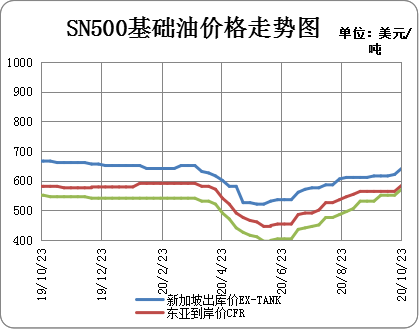 SN500基础油价格走势图
单位：美元/
吨
1000
900
800
700
600
500
400
19/10/23
19/12/23
20/2/23
20/4/23
20/6/23
20/8/23
20/10/23
新加坡出库价EX-TANK
东亚到岸价CFR